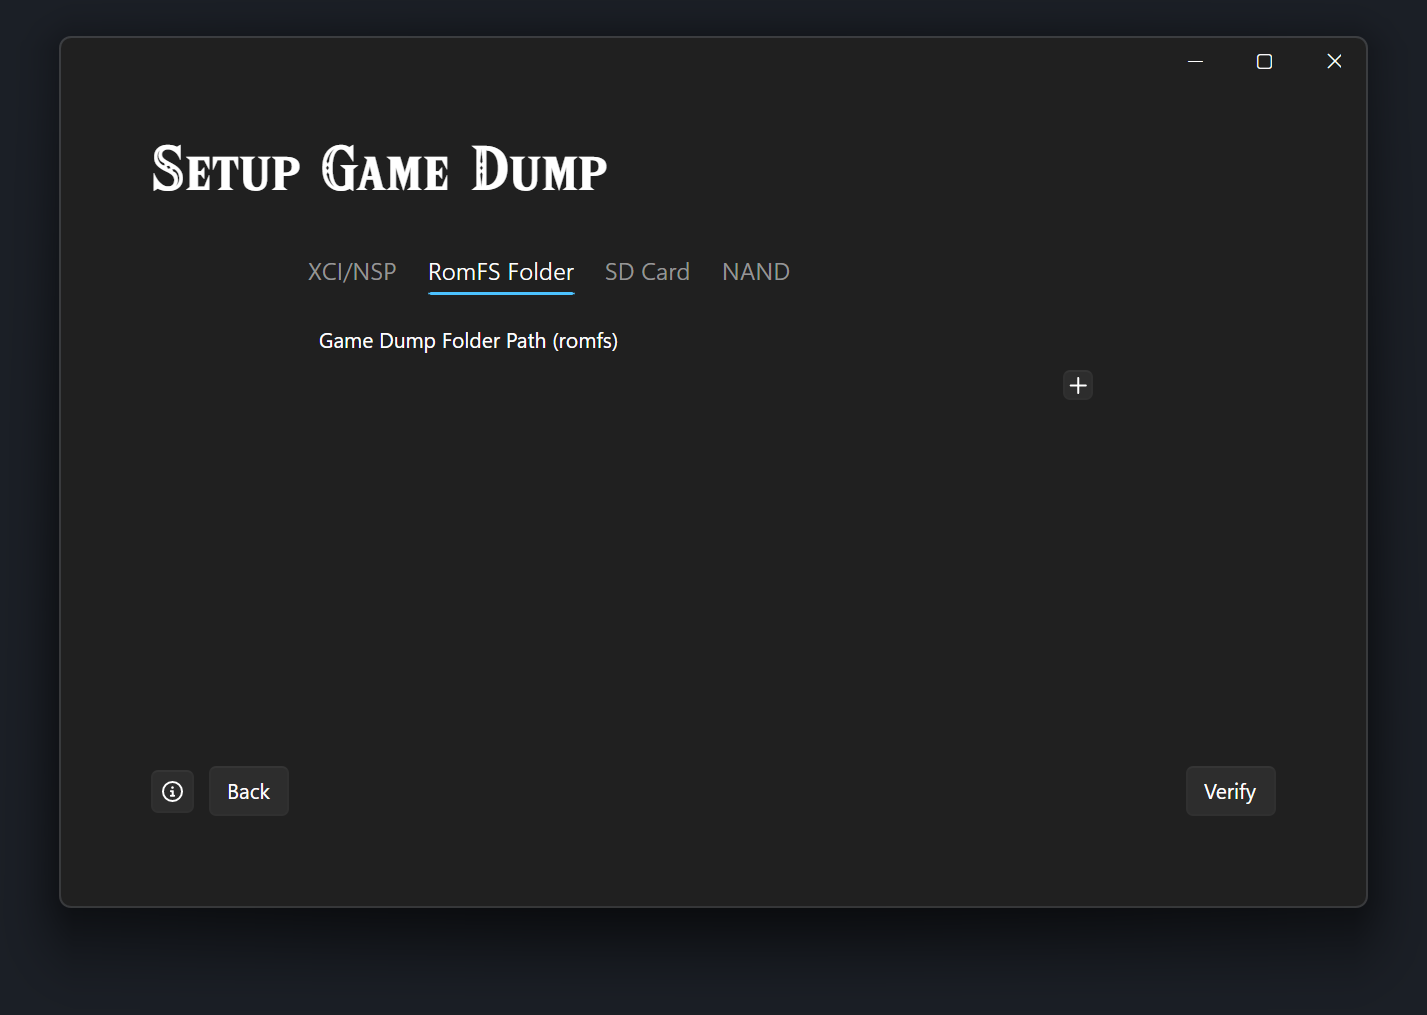 Setup Game Dump
XCI/NSP RomFS Folder SD Card NAND
Game Dump Folder Path (romfs)
Back Verify